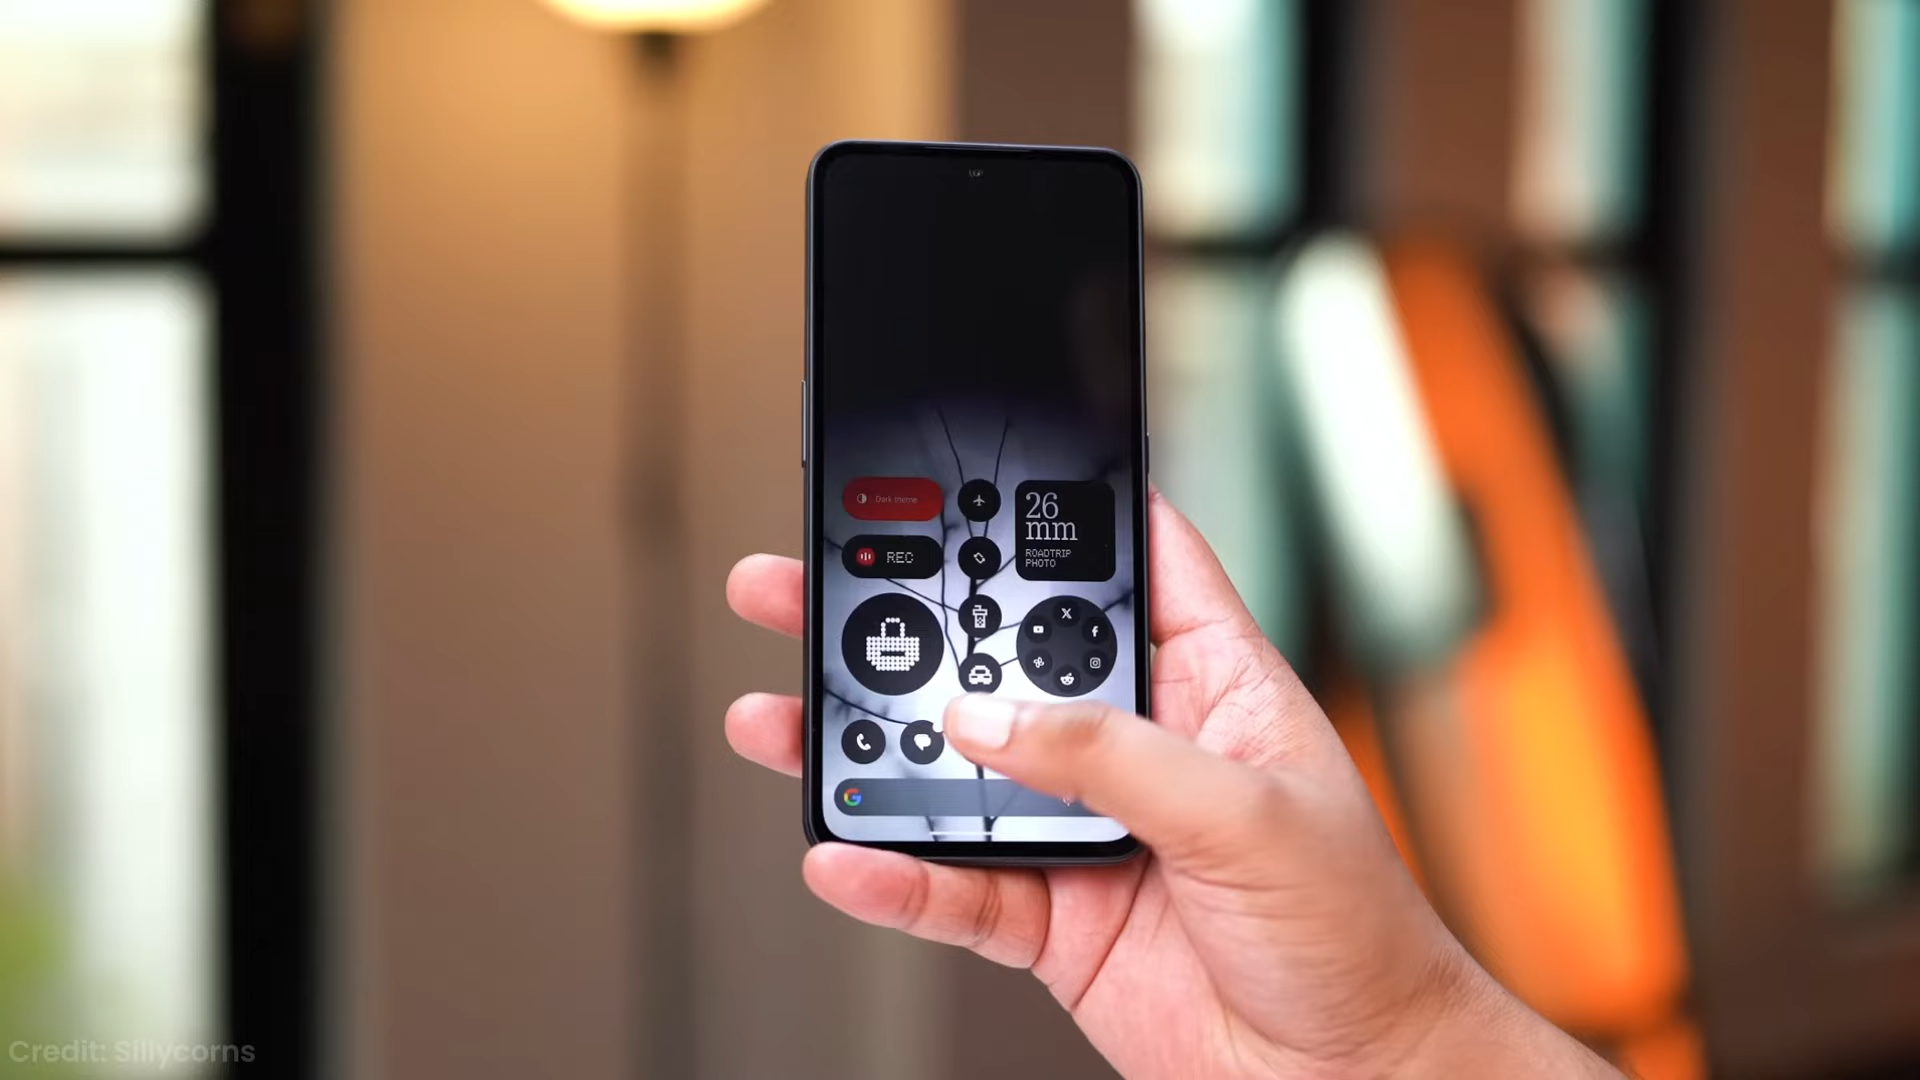 Dark theme
26
mm
REC
ROADTRIP
PHOTO
Credit: Sillycorns